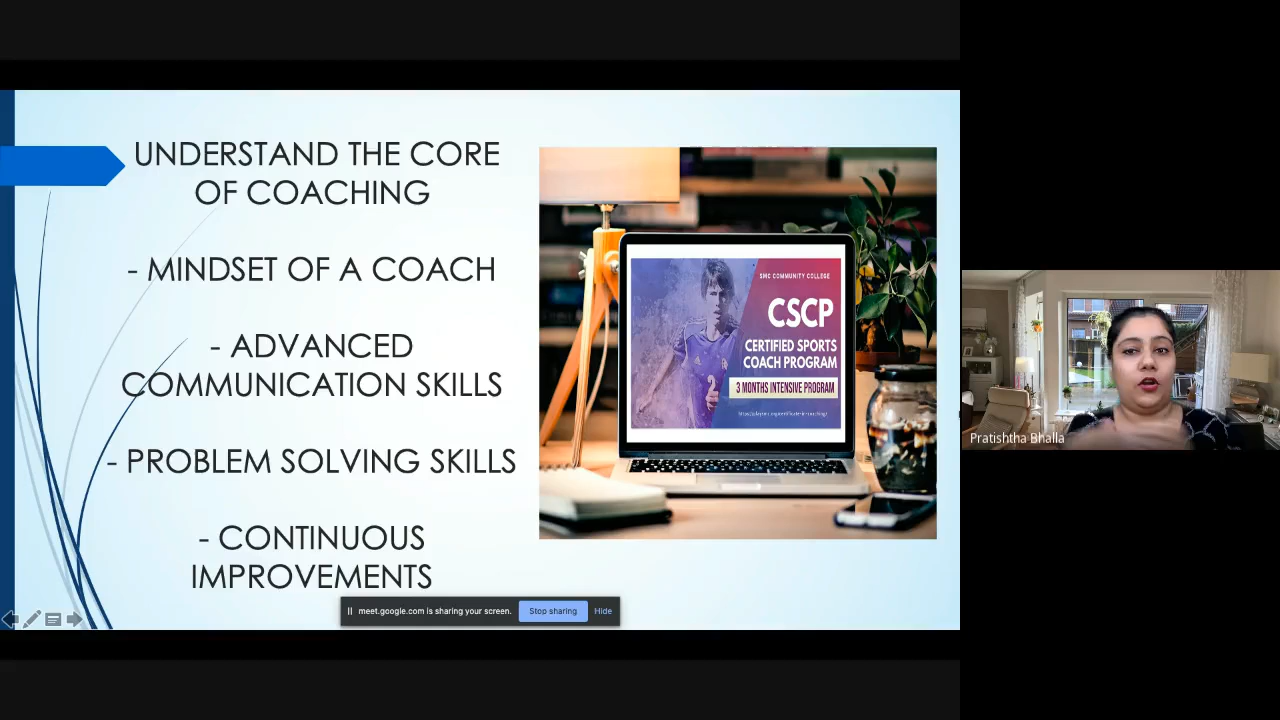 UNDERSTAND THE CORE
OF COACHING
- MINDSET OF A COACH
- ADVANCED
COMMUNICATION SKILLS
- PROBLEM SOLVING SKILLS
- CONTINUOUS
IMPROVEMENTS
SMC COMMUNITY COLLEGE
CSCP
CERTIFIED SPORTS
COACH PROGRAM
3 MONTHS INTENSIVE PROGRAM
meet.google.com is sharing your screen.
Stop sharing
Hide
Pratishtha Bhalla